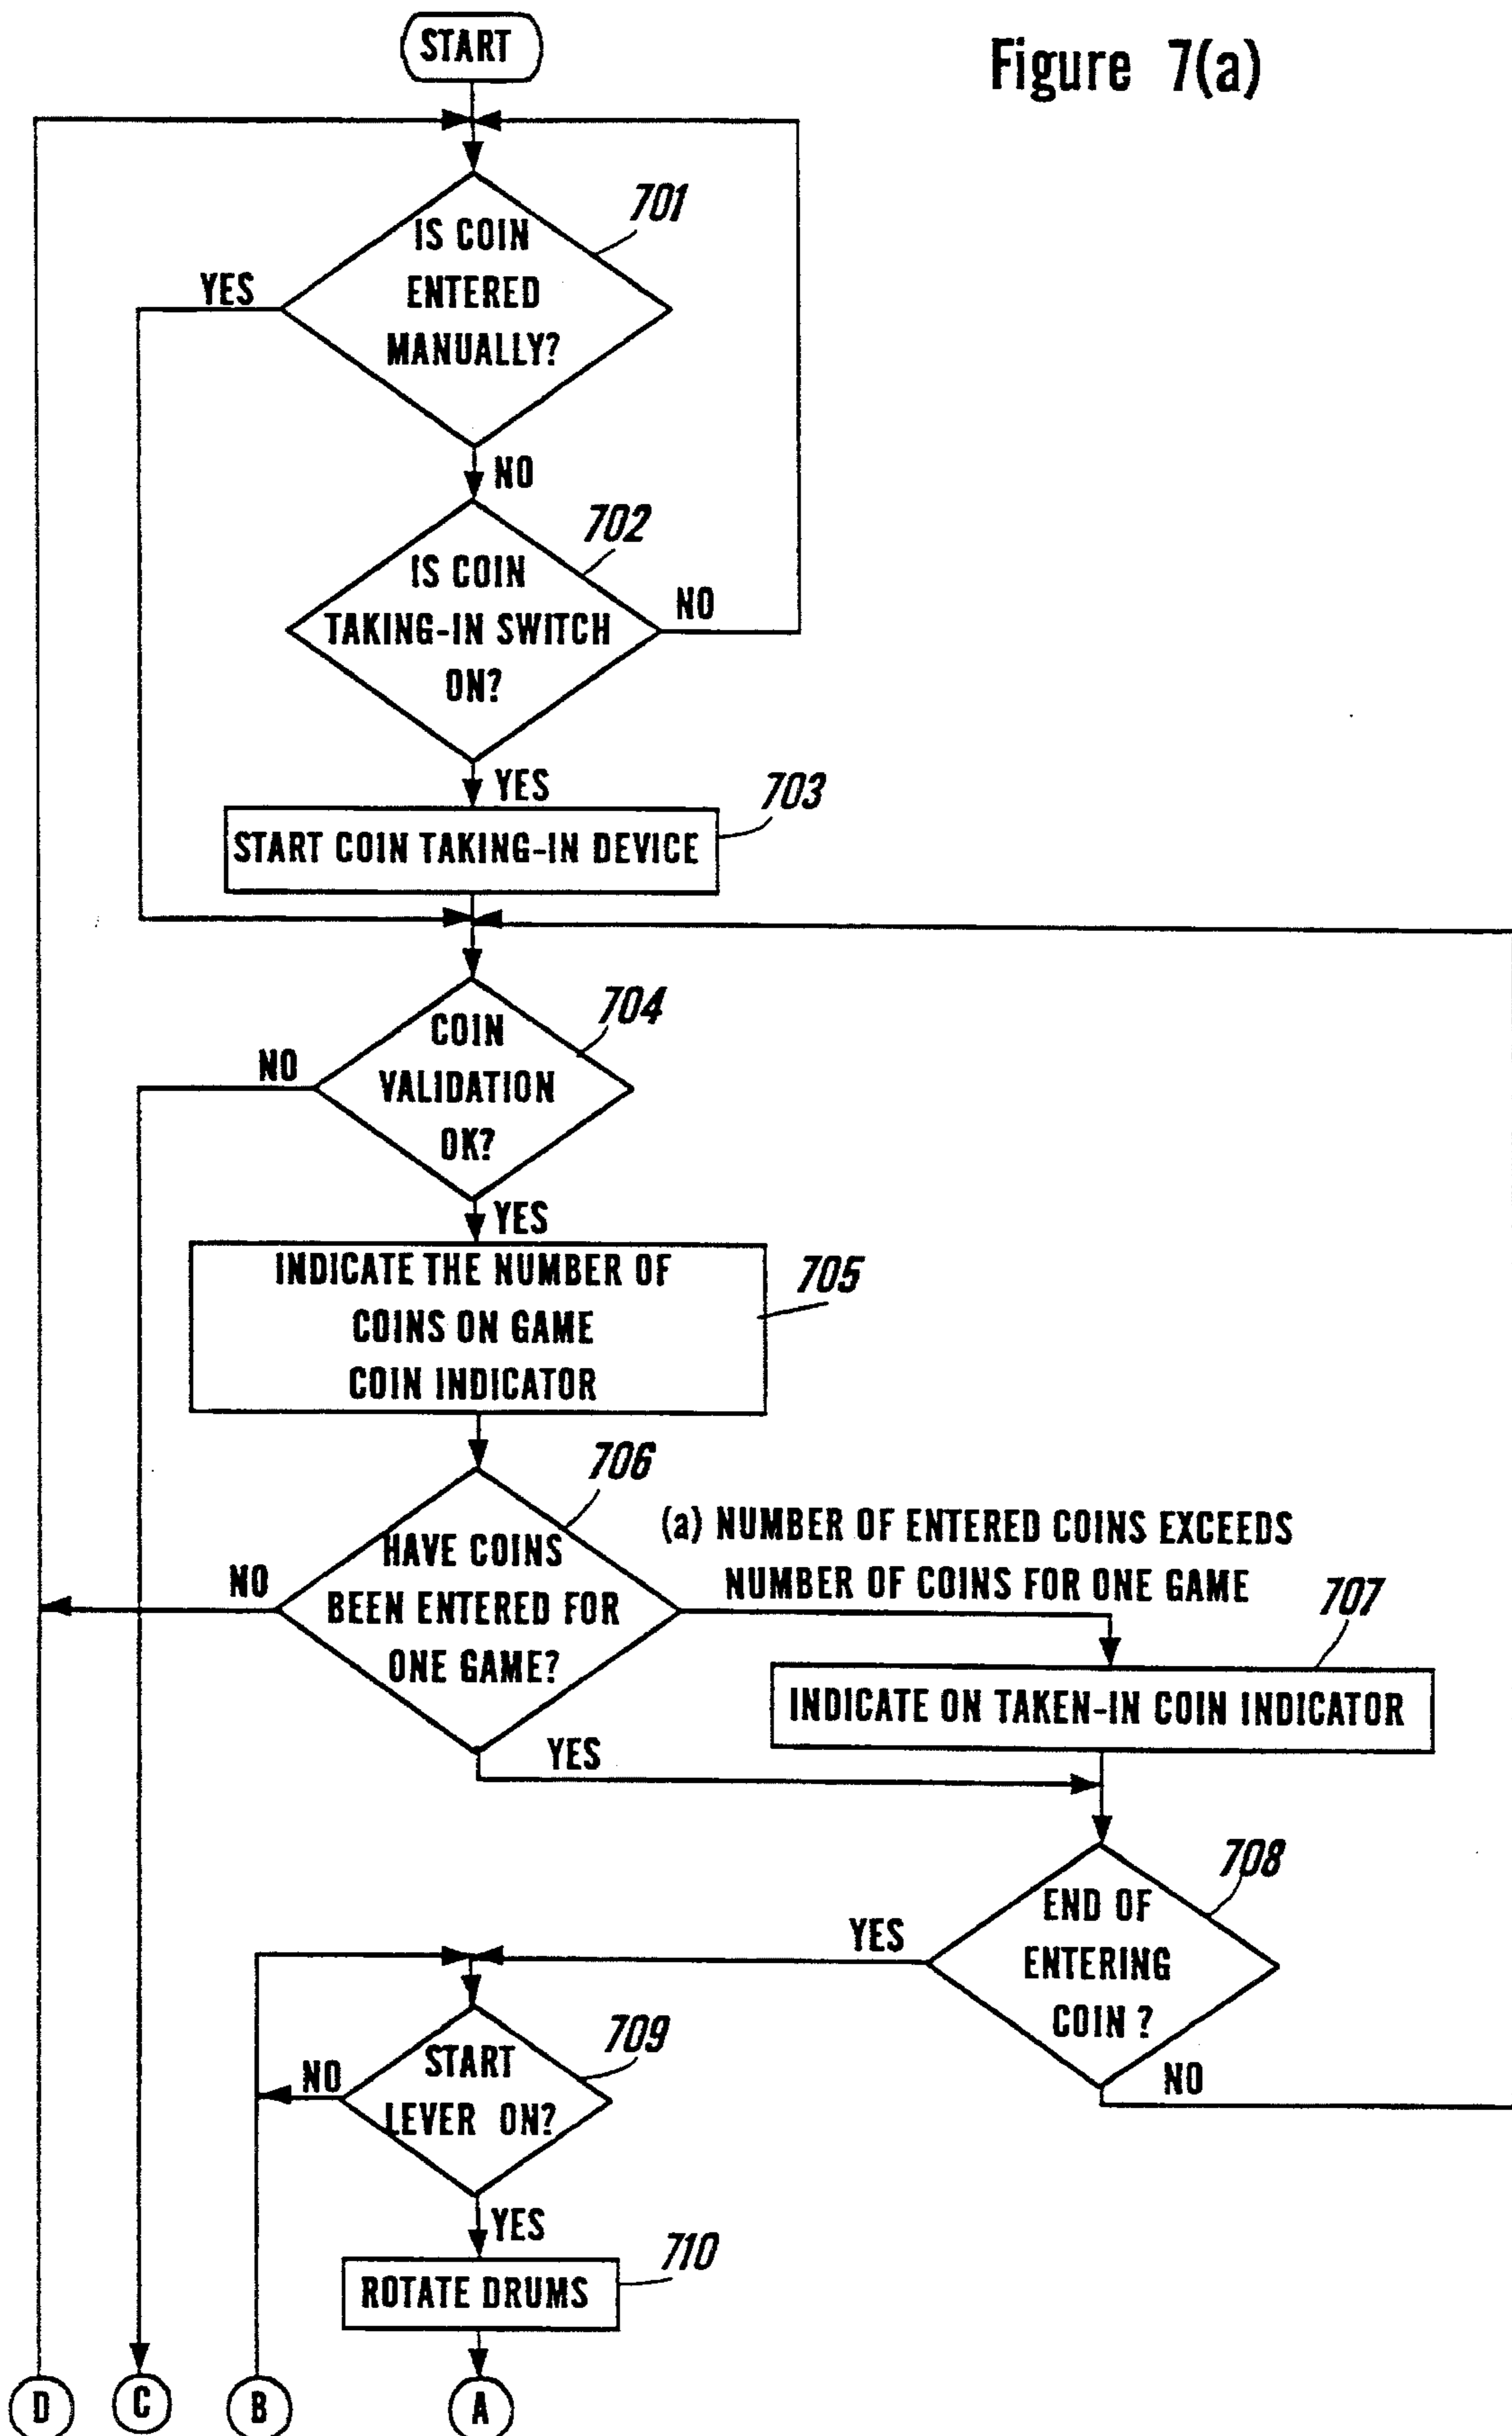 START
Figure 7(a)
701
IS COIN
ENTERED
MANUALLY?
YES
NO
702
IS COIN
TAKING-IN SWITCH
ON?
NO
YES
703
START COIN TAKING-IN DEVICE
704
COIN
VALIDATION
OK?
NO
YES
705
INDICATE THE NUMBER OF
COINS ON GAME
COIN INDICATOR
706
HAVE COINS
BEEN ENTERED FOR
ONE GAME?
NO
(a) NUMBER OF ENTERED COINS EXCEEDS
NUMBER OF COINS FOR ONE GAME
707
INDICATE ON TAKEN-IN COIN INDICATOR
YES
708
END OF
ENTERING
COIN ?
YES
NO
709
START
LEVER ON?
NO
YES
710
ROTATE DRUMS
D
C
B
A